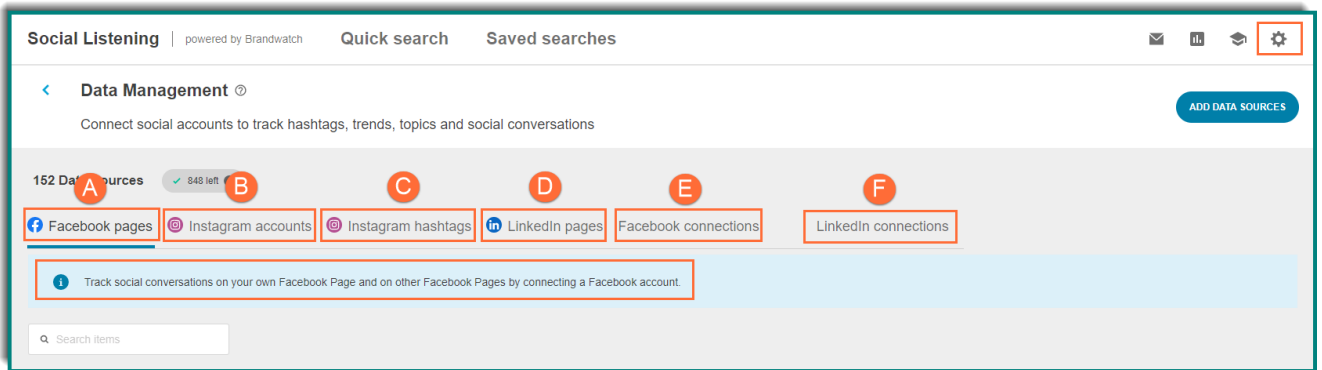 Social Listening | powered by Brandwatch Quick search Saved searches
Data Management
ADD DATA SOURCES
Connect social accounts to track hashtags, trends, topics and social conversations
152 Data Sources 848 left
A B C D E F
Facebook pages Instagram accounts Instagram hashtags in LinkedIn pages Facebook connections LinkedIn connections
i Track social conversations on your own Facebook Page and on other Facebook Pages by connecting a Facebook account.
Search items